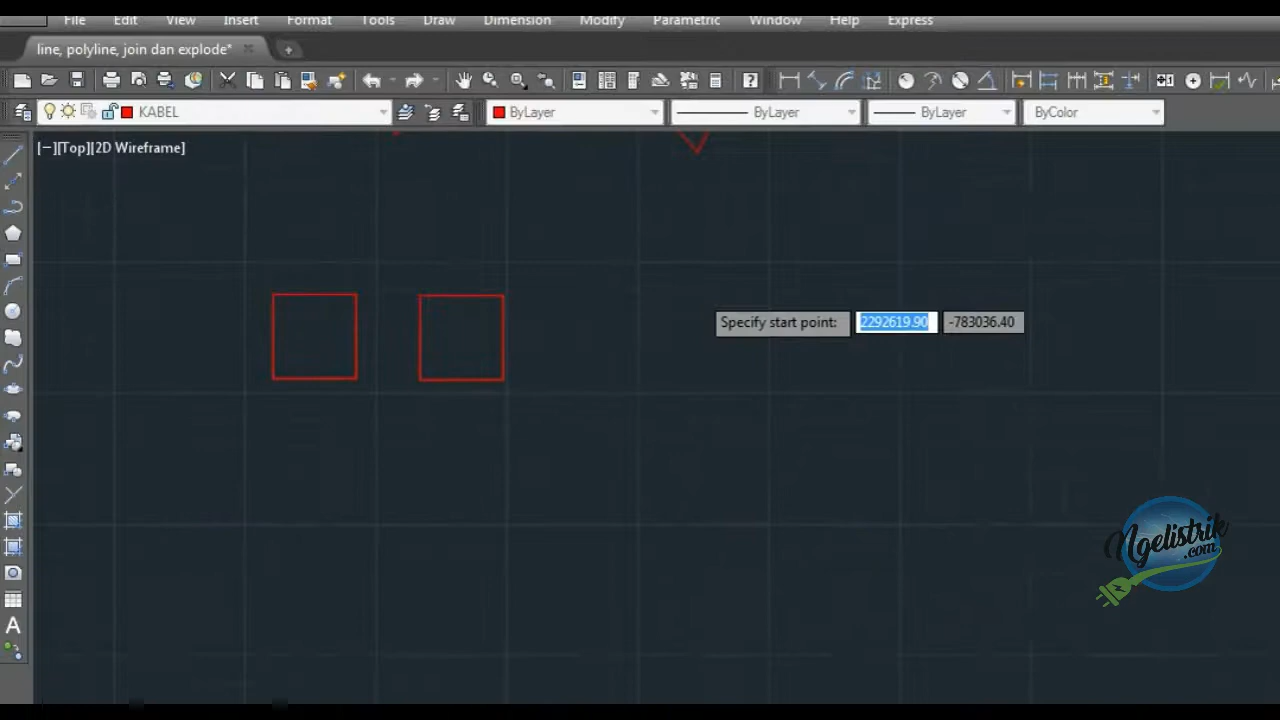 File Edit View Insert Format Tools Draw Dimension Modify Parametric Window Help Express
line, polyline, join dan explode*
KABEL ByLayer ByLayer ByLayer ByColor
[−][Top][2D Wireframe]
Specify start point: 2292619.90 -783036.40
Ngelistrik
.com
A